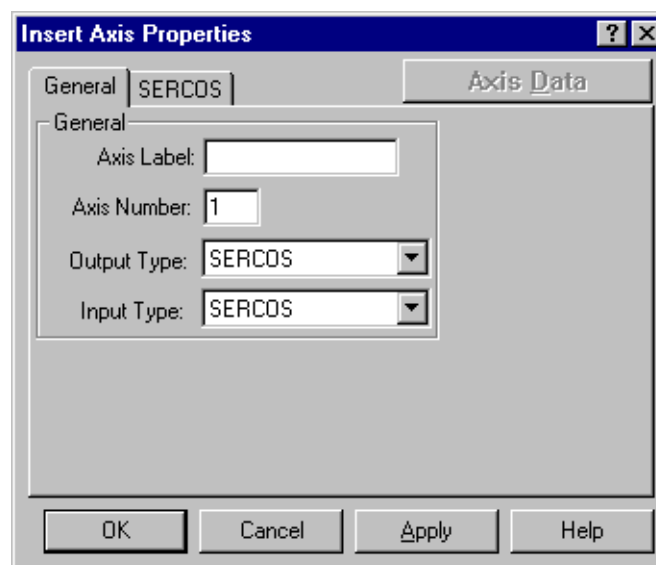 Insert Axis Properties
General SERCOS Axis Data
General
Axis Label:
Axis Number: 1
Output Type: SERCOS
Input Type: SERCOS
OK Cancel Apply Help